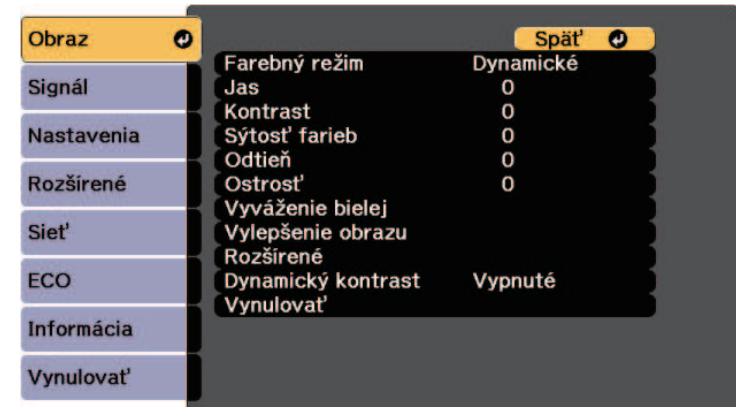 Obraz
Signál
Nastavenia
Rozšírené
Sieť
ECO
Informácia
Vynulovať
Späť
Farebný režim Dynamické
Jas 0
Kontrast 0
Sýtosť farieb 0
Odtieň 0
Ostrosť 0
Vyváženie bielej
Vylepšenie obrazu
Rozšírené
Dynamický kontrast Vypnuté
Vynulovať